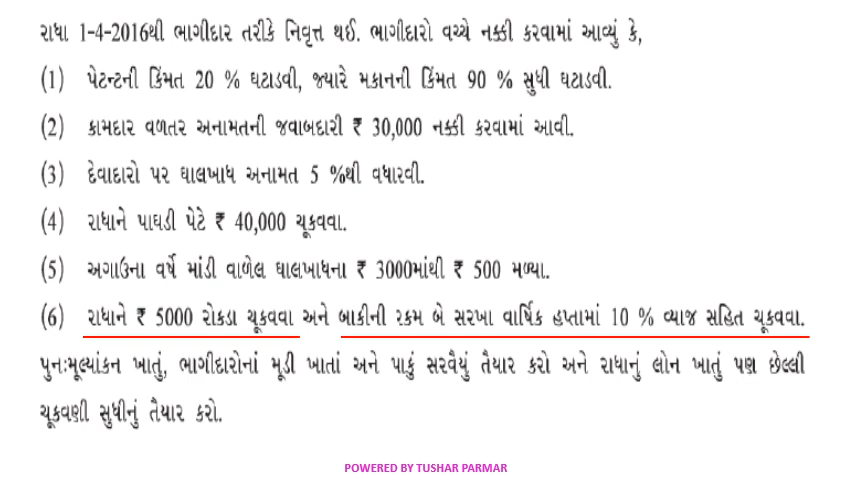 રાધા 1-4-2016થી ભાગીદાર તરીકે નિવૃત્ત થઈ. ભાગીદારો વચ્ચે નક્કી કરવામાં આવ્યું કે,
(1) પેટન્ટની કિંમત 20 % ઘટાડવી, જ્યારે મકાનની કિંમત 90 % સુધી ઘટાડવી.
(2) કામદાર વળતર અનામતની જવાબદારી ₹ 30,000 નક્કી કરવામાં આવી.
(3) દેવાદારો પર ઘાલખાધ અનામત 5 %થી વધારવી.
(4) રાધાને પાઘડી પેટે ₹ 40,000 ચૂકવવા.
(5) અગાઉના વર્ષે માંડી વાળેલ ઘાલખાધના ₹ 3000માંથી ₹ 500 મળ્યા.
(6) રાધાને ₹ 5000 રોકડા ચૂકવવા અને બાકીની રકમ બે સરખા વાર્ષિક હપ્તામાં 10 % વ્યાજ સહિત ચૂકવવા.
પુનઃમૂલ્યાંકન ખાતું, ભાગીદારોનાં મૂડી ખાતાં અને પાકું સરવૈયું તૈયાર કરો અને રાધાનું લોન ખાતું પણ છેલ્લી
ચૂકવણી સુધીનું તૈયાર કરો.
POWERED BY TUSHAR PARMAR